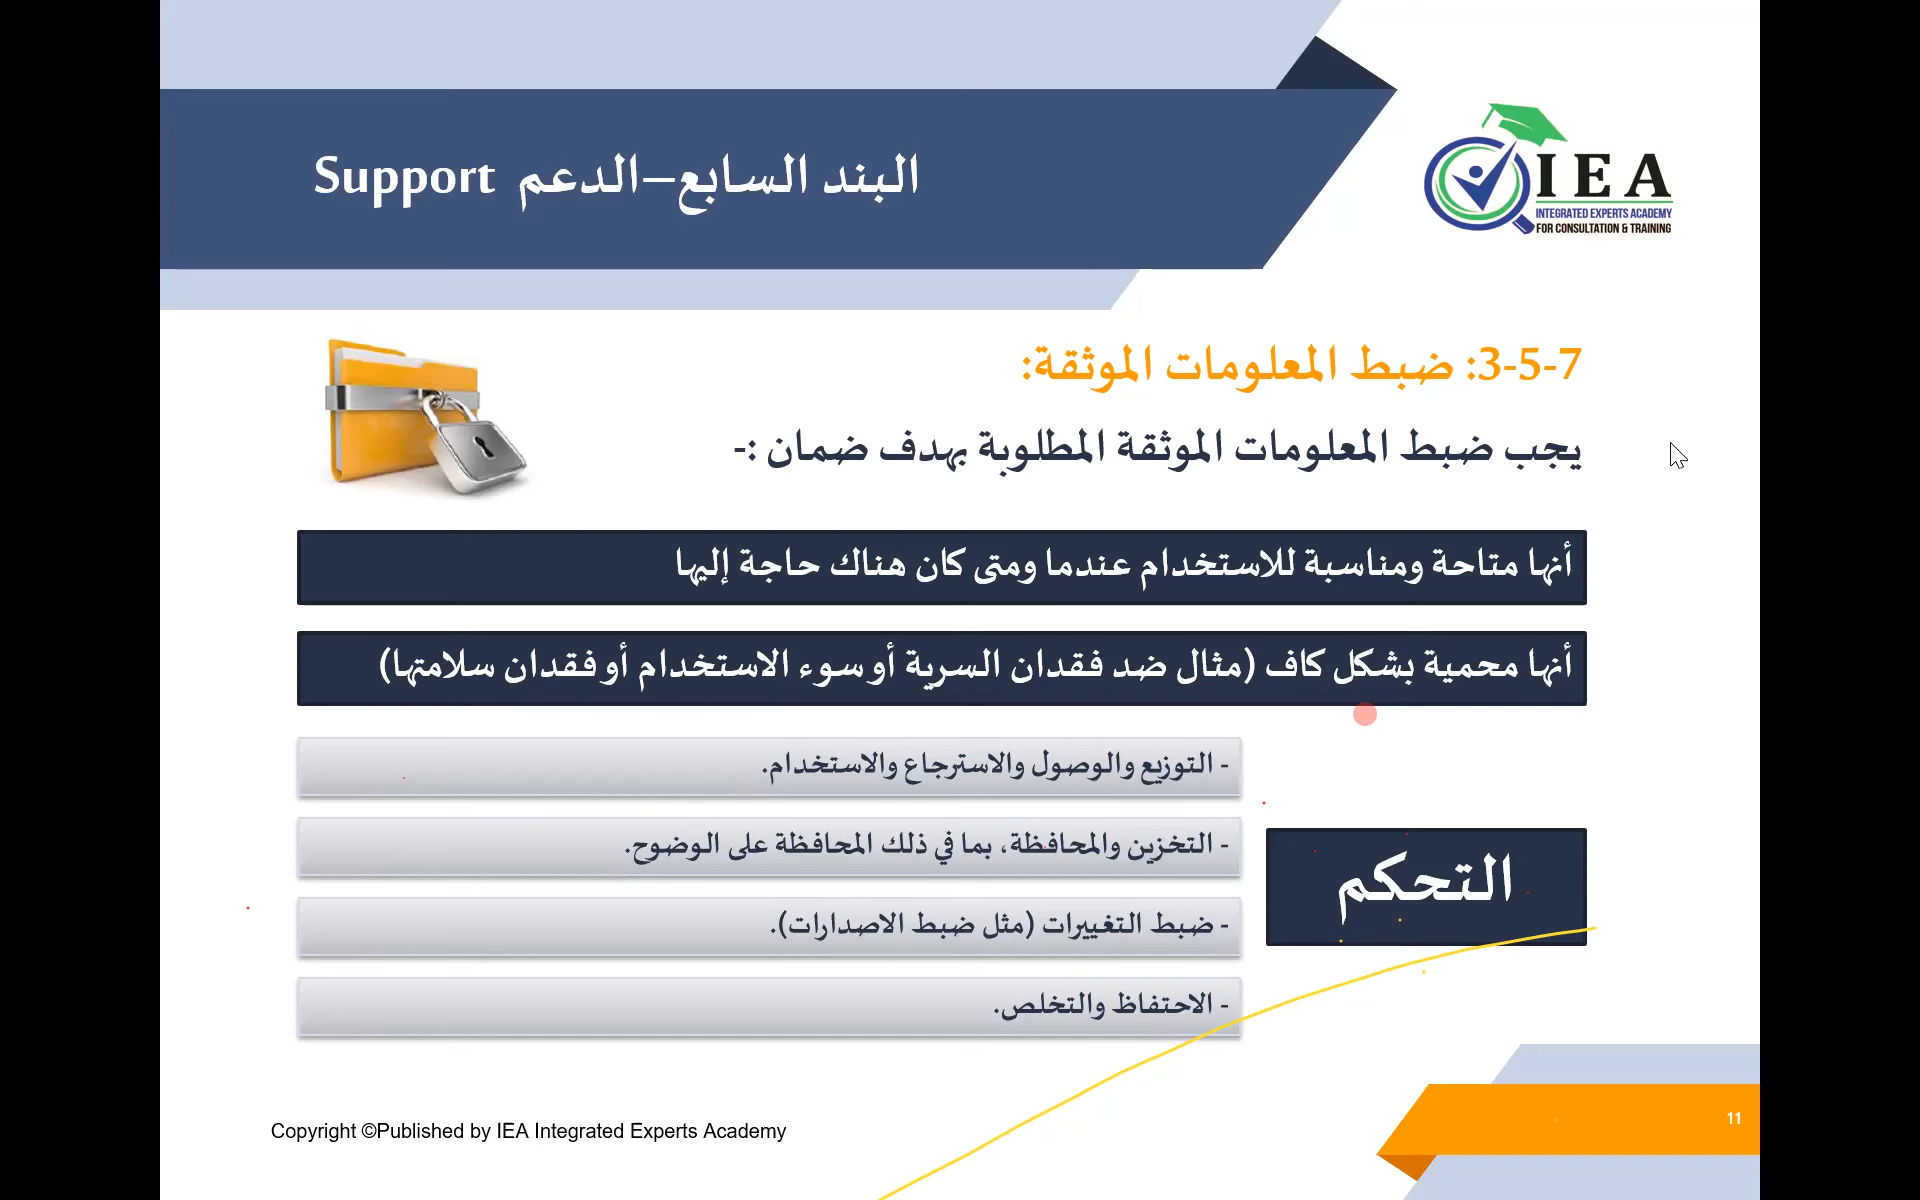 البند السابع–الدعم Support
IEA
INTEGRATED EXPERTS ACADEMY
FOR CONSULTATION & TRAINING
7-5-3: ضبط المعلومات الموثقة:
يجب ضبط المعلومات الموثقة المطلوبة بهدف ضمان :-
أنها متاحة ومناسبة للاستخدام عندما ومتى كان هناك حاجة إليها
أنها محمية بشكل كاف (مثال ضد فقدان السرية أو سوء الاستخدام أو فقدان سلامتها)
التحكم
- التوزيع والوصول والاسترجاع والاستخدام.
- التخزين والمحافظة، بما في ذلك المحافظة على الوضوح.
- ضبط التغييرات (مثل ضبط الاصدارات).
- الاحتفاظ والتخلص.
Copyright ©Published by IEA Integrated Experts Academy
11